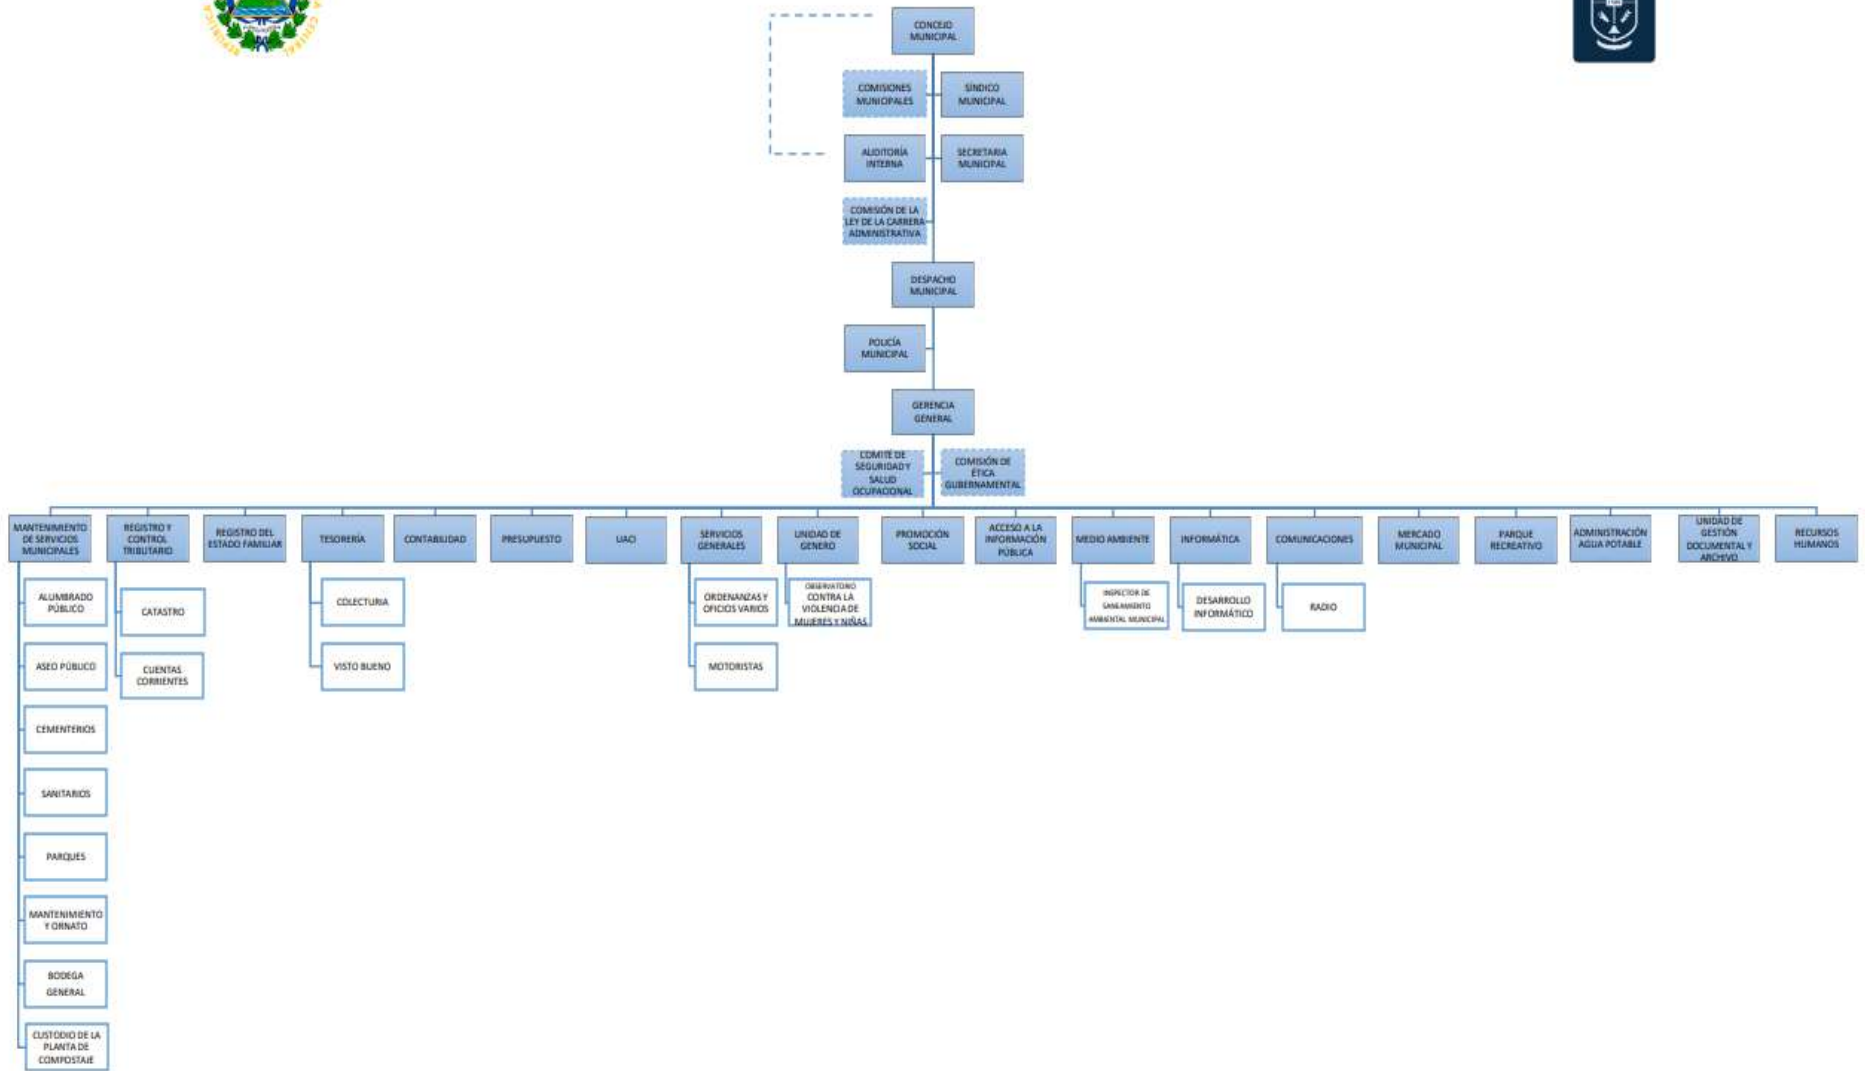 CONCEJO
MUNICIPAL
COMISIONES
MUNICIPALES
SÍNDICO
MUNICIPAL
AUDITORÍA
INTERNA
SECRETARIA
MUNICIPAL
COMISIÓN DE LA
LEY DE LA CARRERA
ADMINISTRATIVA
DESPACHO
MUNICIPAL
POLICÍA
MUNICIPAL
GERENCIA
GENERAL
COMITÉ DE
SEGURIDAD Y
SALUD
OCUPACIONAL
COMISIÓN DE
ÉTICA
GUBERNAMENTAL
MANTENIMIENTO
DE SERVICIOS
MUNICIPALES
REGISTRO Y
CONTROL
TRIBUTARIO
REGISTRO DEL
ESTADO FAMILIAR
TESORERÍA
CONTABILIDAD
PRESUPUESTO
UACI
SERVICIOS
GENERALES
UNIDAD DE
GENERO
PROMOCIÓN
SOCIAL
ACCESO A LA
INFORMACIÓN
PÚBLICA
MEDIO AMBIENTE
INFORMÁTICA
COMUNICACIONES
MERCADO
MUNICIPAL
PARQUE
RECREATIVO
ADMINISTRACIÓN
AGUA POTABLE
UNIDAD DE
GESTIÓN
DOCUMENTAL Y
ARCHIVO
RECURSOS
HUMANOS
ALUMBRADO
PÚBLICO
CATASTRO
COLECTURIA
ORDENANZAS Y
OFICIOS VARIOS
OBSERVATORIO
CONTRA LA
VIOLENCIA DE
MUJERES Y NIÑAS
INSPECTOR DE
SANEAMIENTO
AMBIENTAL MUNICIPAL
DESARROLLO
INFORMÁTICO
RADIO
ASEO PÚBLICO
CUENTAS
CORRIENTES
VISTO BUENO
MOTORISTAS
CEMENTERIOS
SANITARIOS
PARQUES
MANTENIMIENTO
Y ORNATO
BODEGA
GENERAL
CUSTODIO DE LA
PLANTA DE
COMPOSTAJE